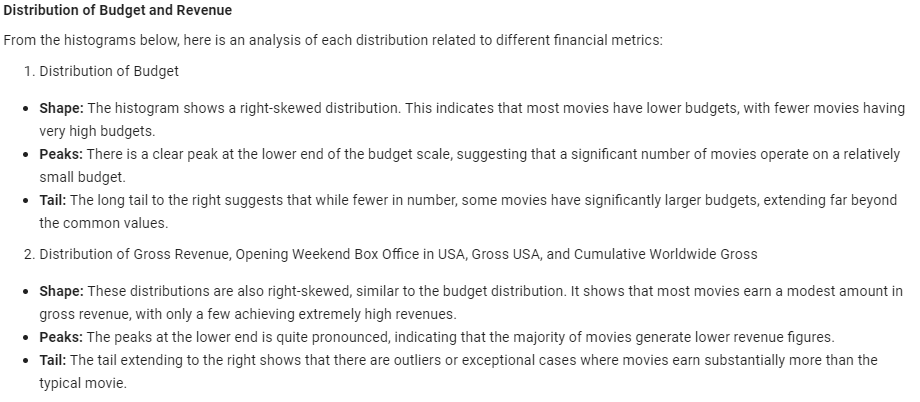 Distribution of Budget and Revenue
From the histograms below, here is an analysis of each distribution related to different financial metrics:
1. Distribution of Budget
• Shape: The histogram shows a right-skewed distribution. This indicates that most movies have lower budgets, with fewer movies having
very high budgets.
• Peaks: There is a clear peak at the lower end of the budget scale, suggesting that a significant number of movies operate on a relatively
small budget.
• Tail: The long tail to the right suggests that while fewer in number, some movies have significantly larger budgets, extending far beyond
the common values.
2. Distribution of Gross Revenue, Opening Weekend Box Office in USA, Gross USA, and Cumulative Worldwide Gross
• Shape: These distributions are also right-skewed, similar to the budget distribution. It shows that most movies earn a modest amount in
gross revenue, with only a few achieving extremely high revenues.
• Peaks: The peaks at the lower end is quite pronounced, indicating that the majority of movies generate lower revenue figures.
• Tail: The tail extending to the right shows that there are outliers or exceptional cases where movies earn substantially more than the
typical movie.